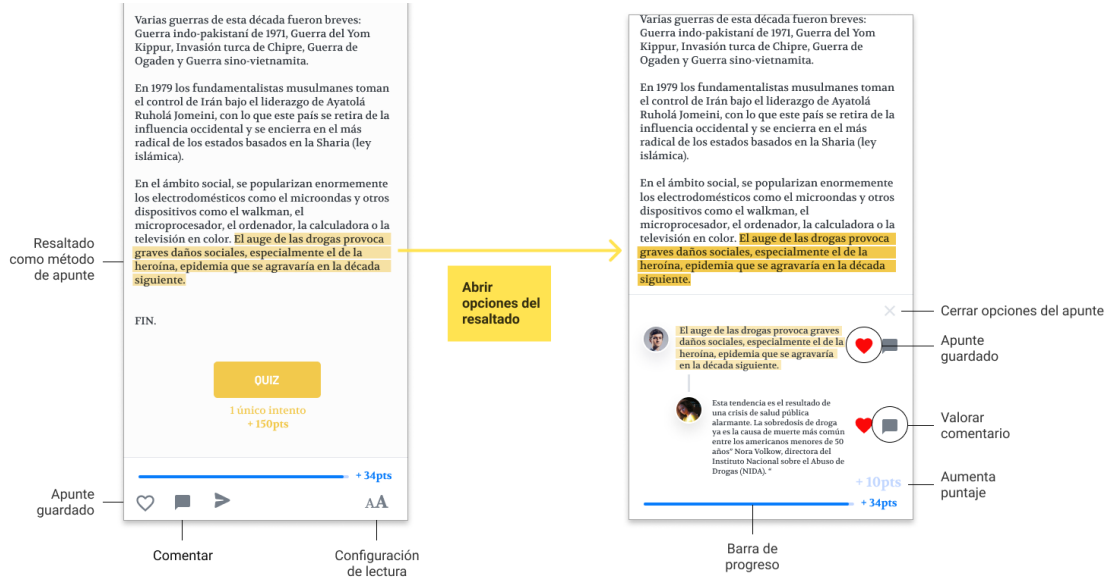 Varias guerras de esta década fueron breves:
Guerra indo-pakistaní de 1971, Guerra del Yom
Kippur, Invasión turca de Chipre, Guerra de
Ogaden y Guerra sino-vietnamita.
En 1979 los fundamentalistas musulmanes toman
el control de Irán bajo el liderazgo de Ayatolá
Ruholá Jomeini, con lo que este país se retira de la
influencia occidental y se encierra en el más
radical de los estados basados en la Sharia (ley
islámica).
En el ámbito social, se popularizan enormemente
los electrodomésticos como el microondas y otros
dispositivos como el walkman, el
microprocesador, el ordenador, la calculadora o la
televisión en color. El auge de las drogas provoca
graves daños sociales, especialmente el de la
heroína, epidemia que se agravaría en la década
siguiente.
FIN.
QUIZ
1 único intento
+ 150pts
+ 34pts
AA
Resaltado
como método
de apunte
Apunte
guardado
Comentar
Configuración
de lectura
Abrir
opciones del
resaltado
Varias guerras de esta década fueron breves:
Guerra indo-pakistaní de 1971, Guerra del Yom
Kippur, Invasión turca de Chipre, Guerra de
Ogaden y Guerra sino-vietnamita.
En 1979 los fundamentalistas musulmanes toman
el control de Irán bajo el liderazgo de Ayatolá
Ruholá Jomeini, con lo que este país se retira de la
influencia occidental y se encierra en el más
radical de los estados basados en la Sharia (ley
islámica).
En el ámbito social, se popularizan enormemente
los electrodomésticos como el microondas y otros
dispositivos como el walkman, el
microprocesador, el ordenador, la calculadora o la
televisión en color. El auge de las drogas provoca
graves daños sociales, especialmente el de la
heroína, epidemia que se agravaría en la década
siguiente.
El auge de las drogas provoca graves
daños sociales, especialmente el de la
heroína, epidemia que se agravaría
en la década siguiente.
Esta tendencia es el resultado de
una crisis de salud pública
alarmante. La sobredosis de droga
ya es la causa de muerte más común
entre los americanos menores de 50
años" Nora Volkow, directora del
Instituto Nacional sobre el Abuso de
Drogas (NIDA). "
+ 10pts
+ 34pts
Cerrar opciones del apunte
Apunte
guardado
Valorar
comentario
Aumenta
puntaje
Barra de
progreso